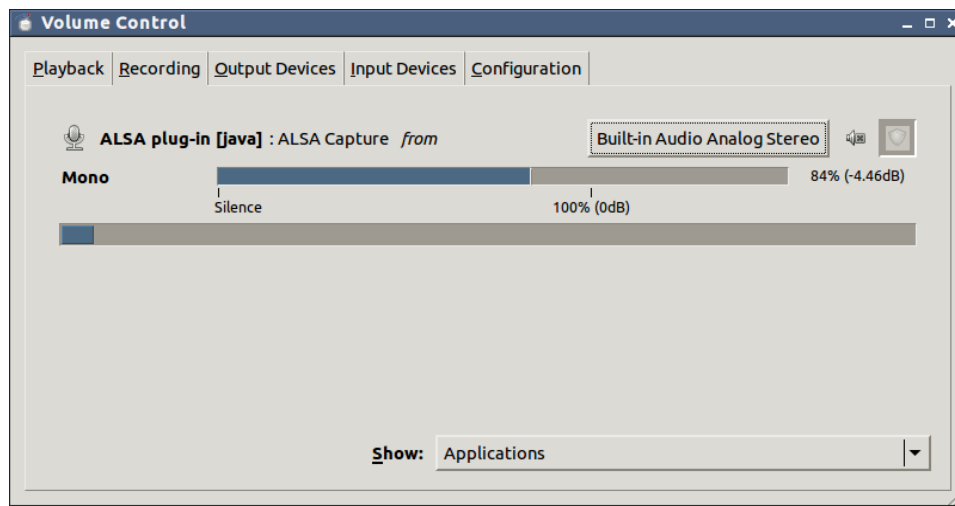 Volume Control
Playback Recording Output Devices Input Devices Configuration
ALSA plug-in [java] : ALSA Capture from Built-in Audio Analog Stereo
Mono 84% (-4.46dB)
Silence 100% (0dB)
Show: Applications